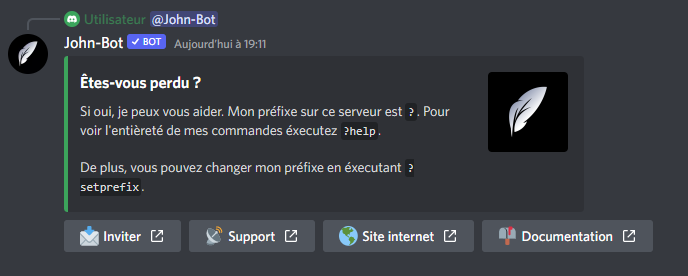 Utilisateur @John-Bot
John-Bot BOT Aujourd'hui à 19:11
Êtes-vous perdu ?
Si oui, je peux vous aider. Mon préfixe sur ce serveur est ?. Pour
voir l'entièreté de mes commandes éxecutez ?help.
De plus, vous pouvez changer mon préfixe en éxecutant ?
setprefix.
Inviter Support Site internet Documentation